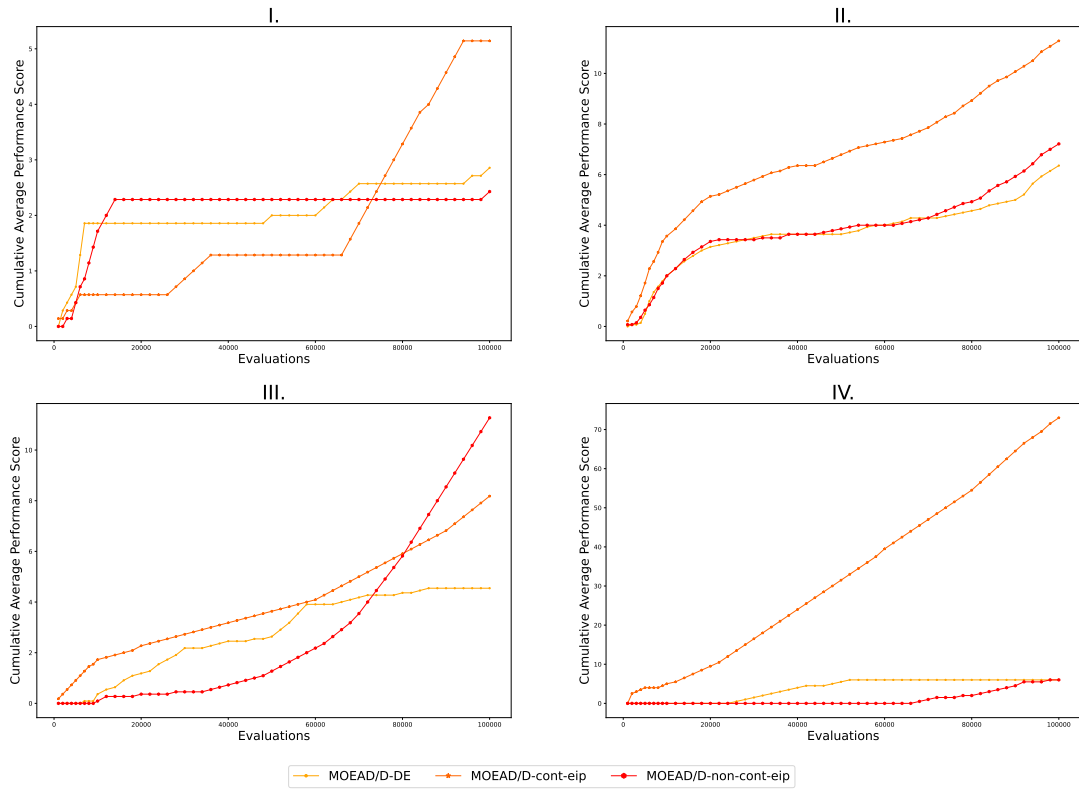 I.
Cumulative Average Performance Score
5
4
3
2
1
0
0 20000 40000 60000 80000 100000
Evaluations
II.
Cumulative Average Performance Score
10
8
6
4
2
0
0 20000 40000 60000 80000 100000
Evaluations
III.
Cumulative Average Performance Score
10
8
6
4
2
0
0 20000 40000 60000 80000 100000
Evaluations
IV.
Cumulative Average Performance Score
70
60
50
40
30
20
10
0
0 20000 40000 60000 80000 100000
Evaluations
MOEAD/D-DE MOEAD/D-cont-eip MOEAD/D-non-cont-eip